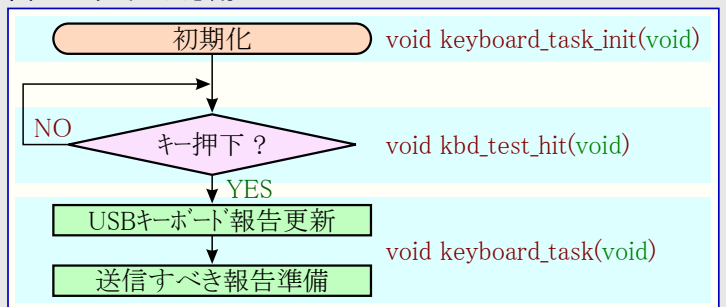 初期化 void keyboard_task_init(void)
NO キー押下？ void kbd_test_hit(void)
YES
USBキーボード報告更新
void keyboard_task(void)
送信すべき報告準備